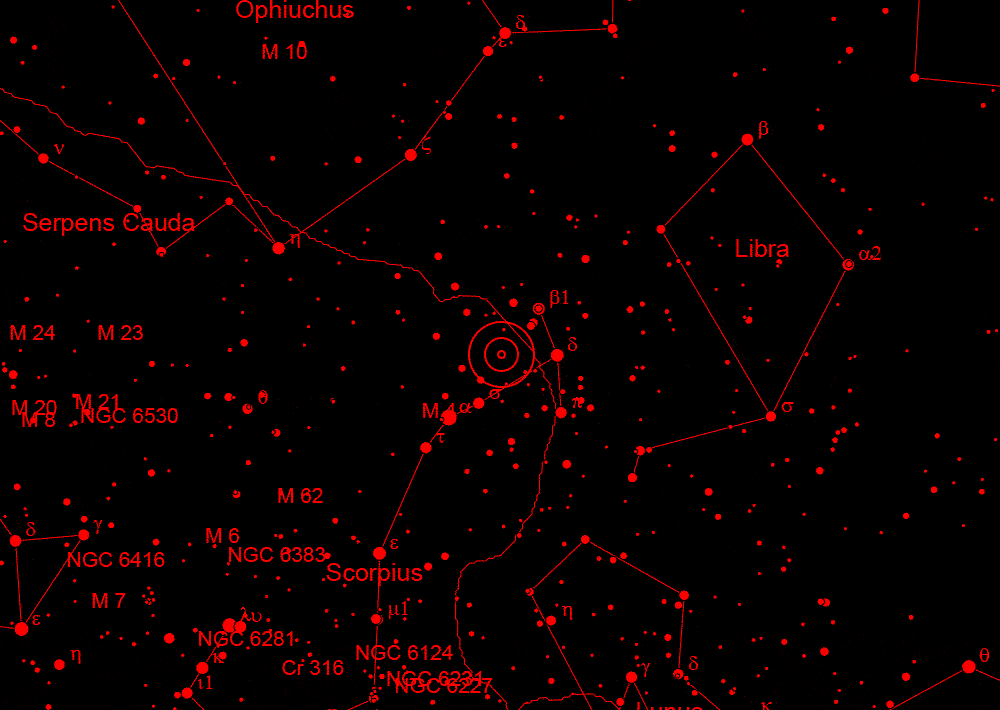 Ophiuchus
δ
ε
M 10
β
ζ
ν
Serpens Cauda
η
Libra
α2
β1
M 24
M 23
δ
θ
σ
M 20
M 21
α
π
σ
M 8
NGC 6530
M 4
τ
M 62
δ
γ
M 6
ε
NGC 6416
NGC 6383
Scorpius
M 7
μ1
η
ε
λυ
NGC 6281
η
κ
Cr 316
NGC 6124
γ
δ
θ
ι1
NGC 6231
NGC 6227